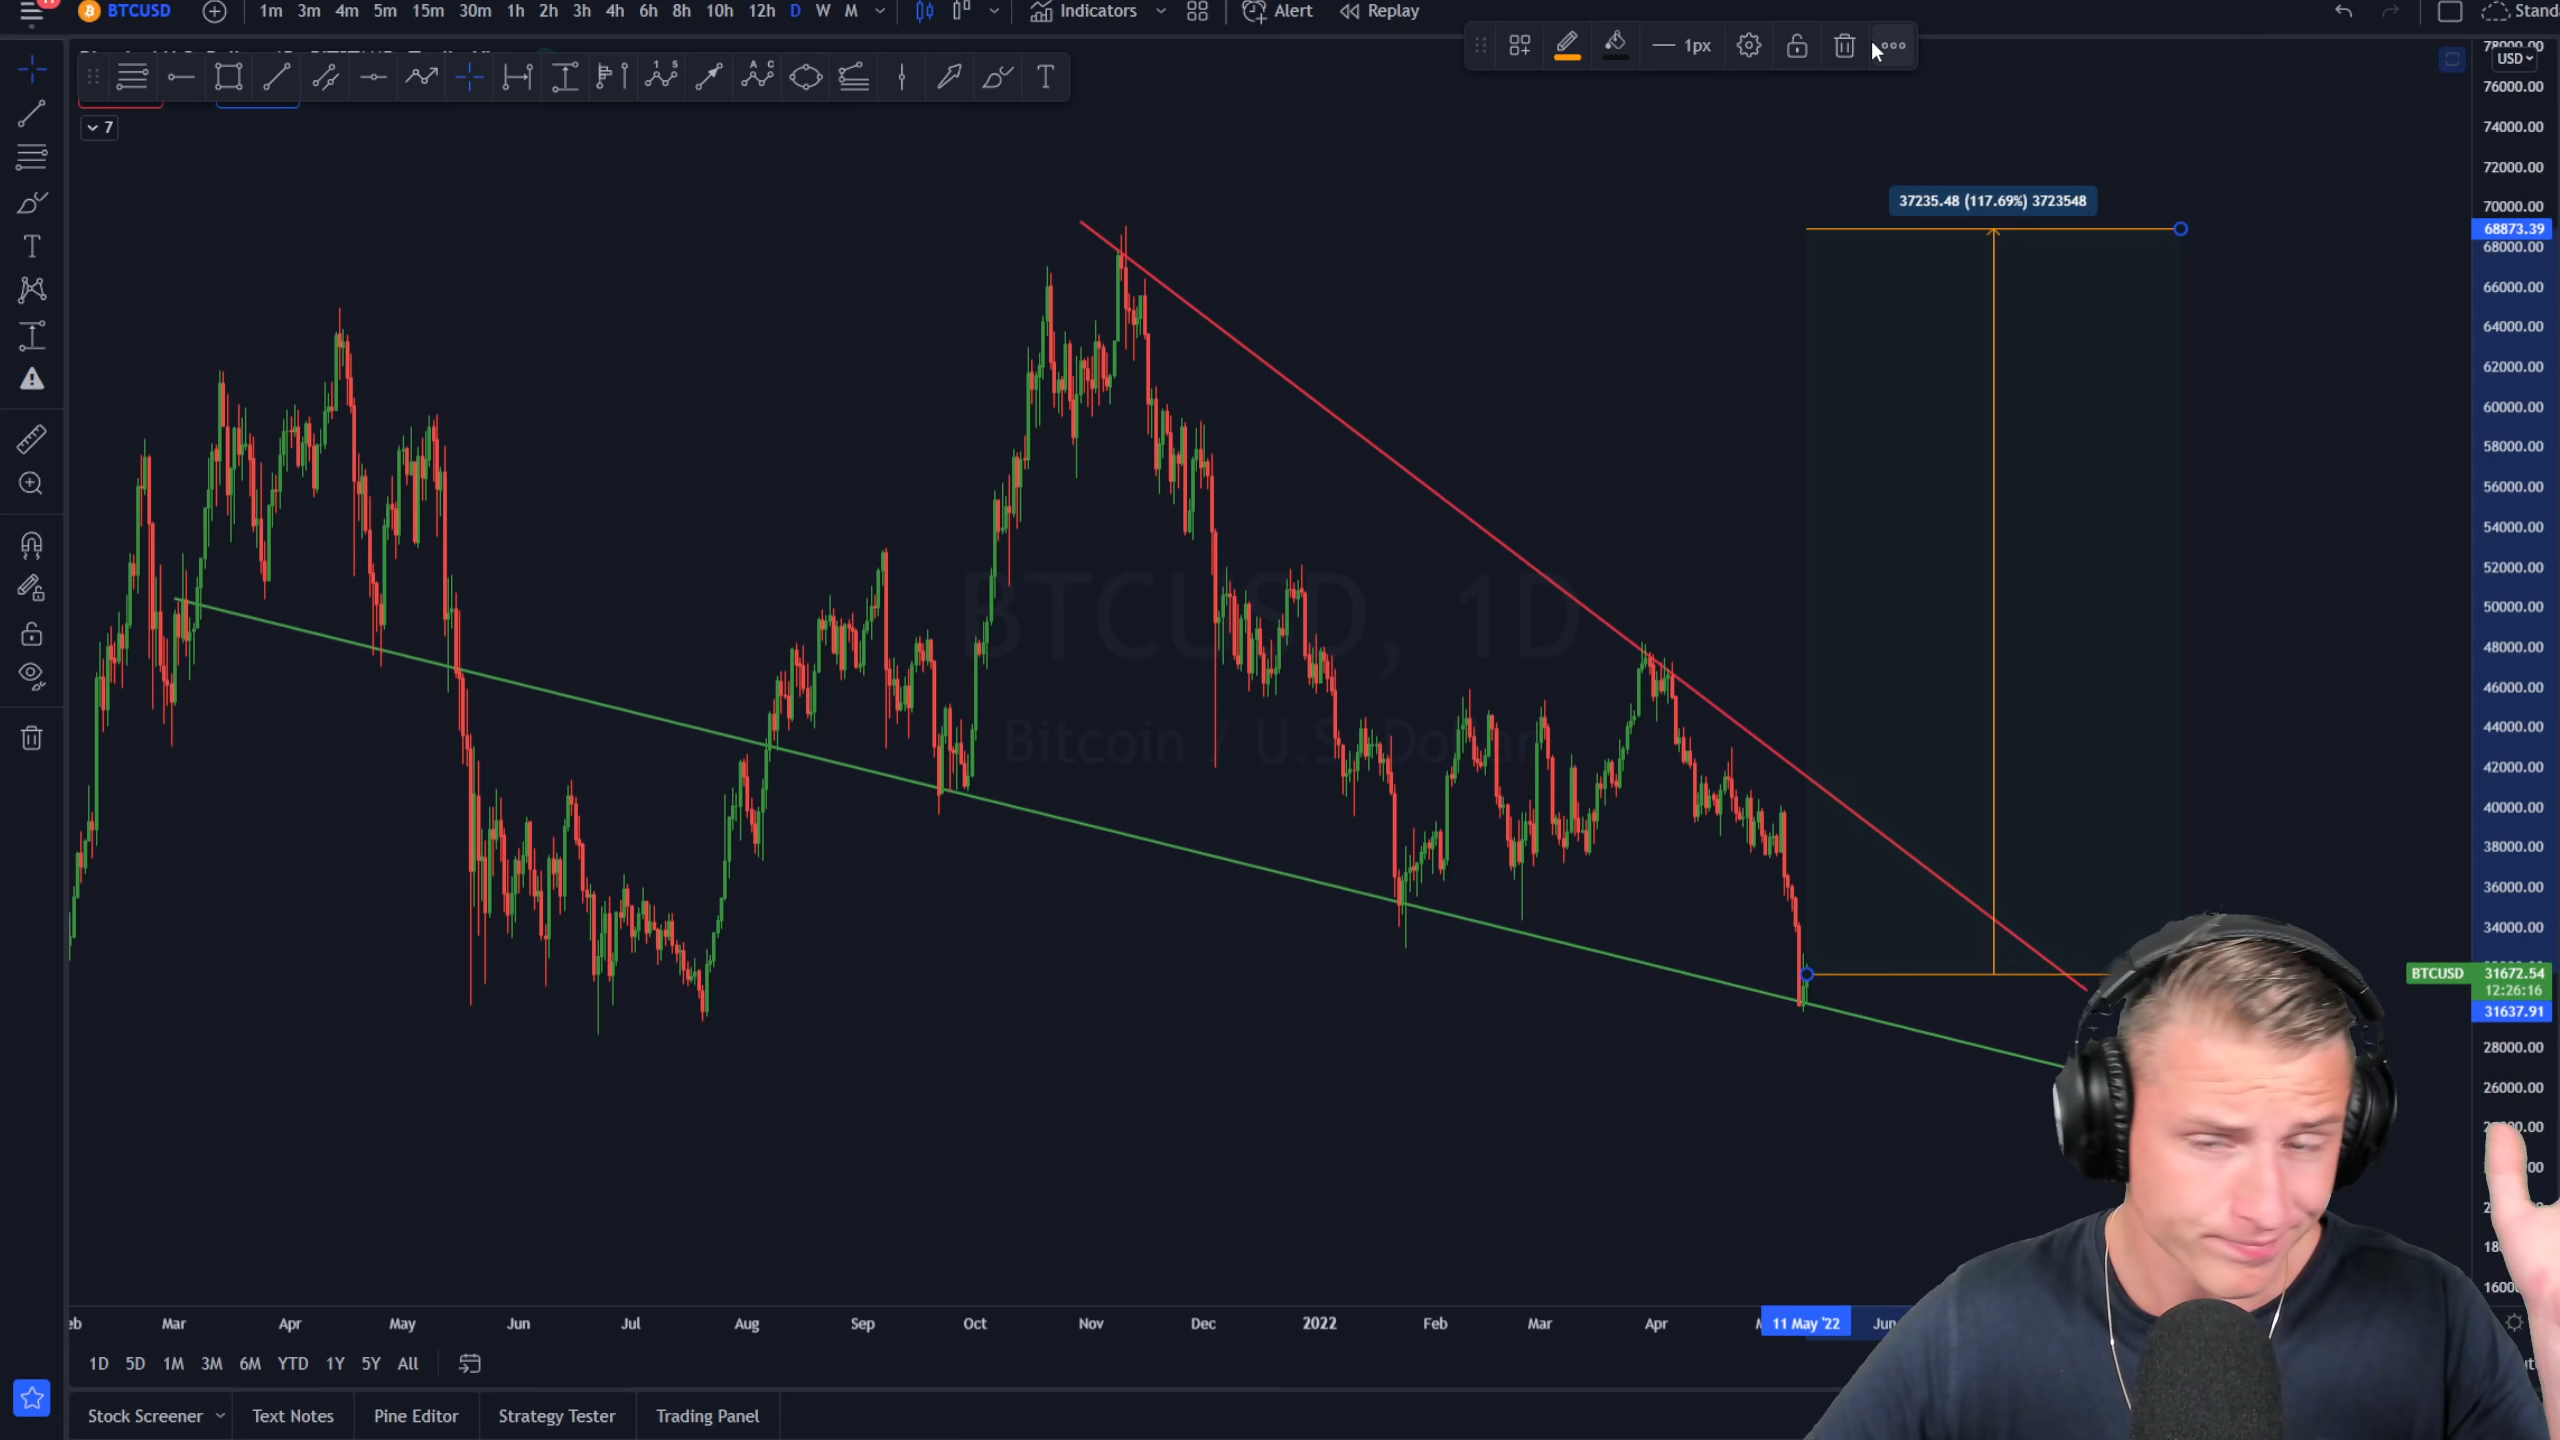 BTCUSD
1m 3m 4m 5m 15m 30m 1h 2h 3h 4h 6h 8h 10h 12h D W M
Indicators
Alert
Replay
1px
7
USD
78000.00
76000.00
74000.00
72000.00
70000.00
68873.39
68000.00
66000.00
64000.00
62000.00
60000.00
58000.00
56000.00
54000.00
52000.00
50000.00
48000.00
46000.00
44000.00
42000.00
40000.00
38000.00
36000.00
34000.00
BTCUSD 31672.54
12:26:16
31637.91
28000.00
26000.00
37235.48 (117.69%) 3723548
BTCUSD, 1D
Bitcoin / U.S. Dollar
Mar Apr May Jun Jul Aug Sep Oct Nov Dec 2022 Feb Mar Apr 11 May '22
1D 5D 1M 3M 6M YTD 1Y 5Y All
Stock Screener Text Notes Pine Editor Strategy Tester Trading Panel